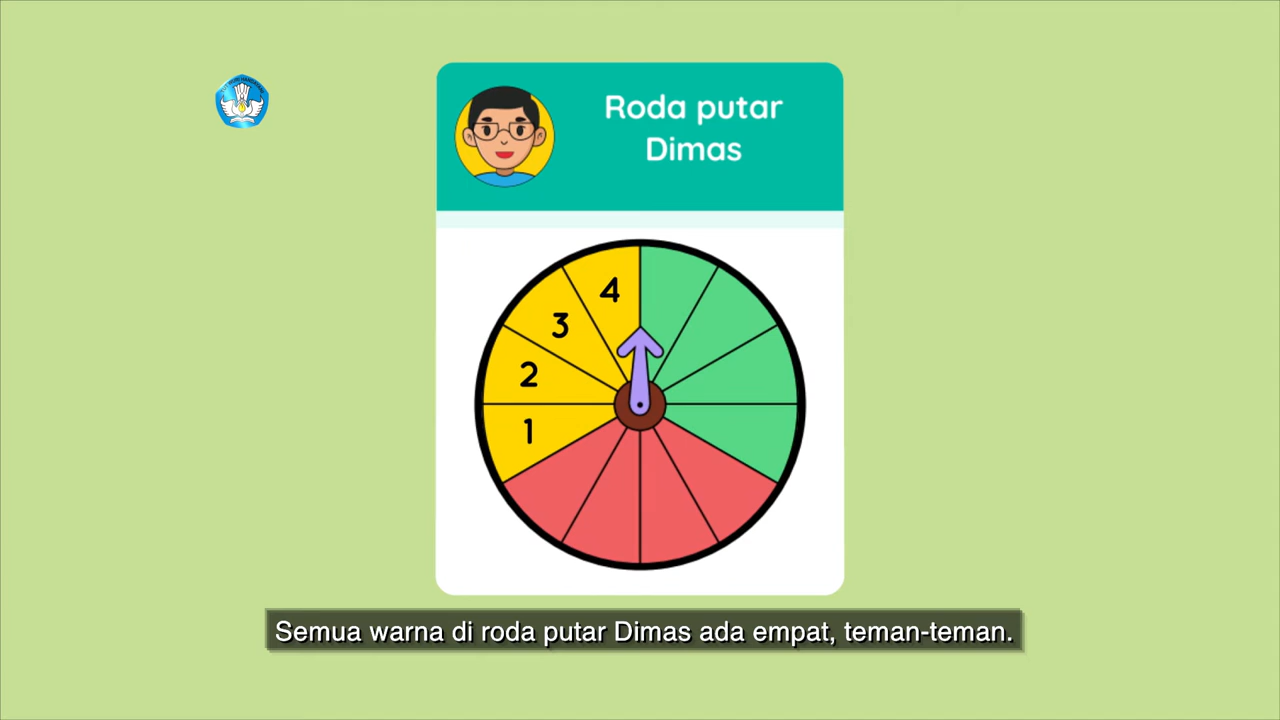 Roda putar
Dimas
4
3
2
1
Semua warna di roda putar Dimas ada empat, teman-teman.